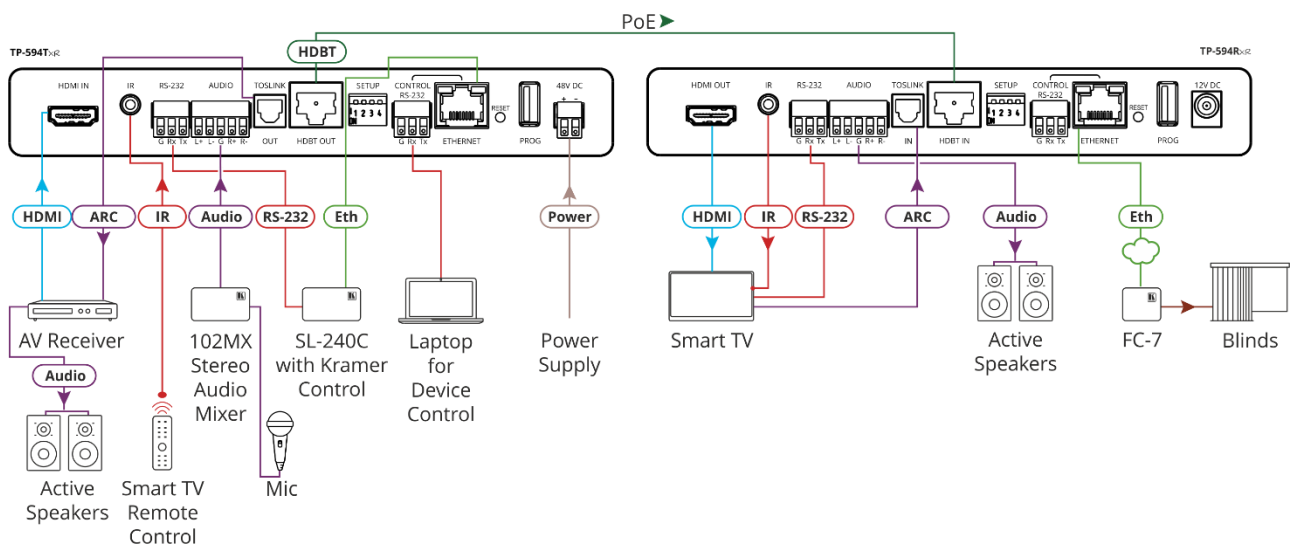 PoE
HDBT
TP-594TXR
HDMI IN
IR
RS-232
AUDIO
TOSLINK
SETUP
CONTROL
RS-232
RESET
48V DC
+ -
1 2 3 4
ON
G Rx Tx
L+ L- G R+ R-
G Rx Tx
OUT
HDBT OUT
ETHERNET
PROG
TP-594RXR
HDMI OUT
IR
RS-232
AUDIO
TOSLINK
SETUP
CONTROL
RS-232
RESET
12V DC
1 2 3 4
ON
G Rx Tx
L+ L- G R+ R-
G Rx Tx
IN
HDBT IN
ETHERNET
PROG
HDMI
ARC
IR
Audio
RS-232
Eth
Power
HDMI
IR
RS-232
ARC
Audio
Eth
AV Receiver
102MX
Stereo
Audio
Mixer
SL-240C
with Kramer
Control
Laptop
for
Device
Control
Power
Supply
Smart TV
Active
Speakers
FC-7
Blinds
Audio
Active
Speakers
Smart TV
Remote
Control
Mic